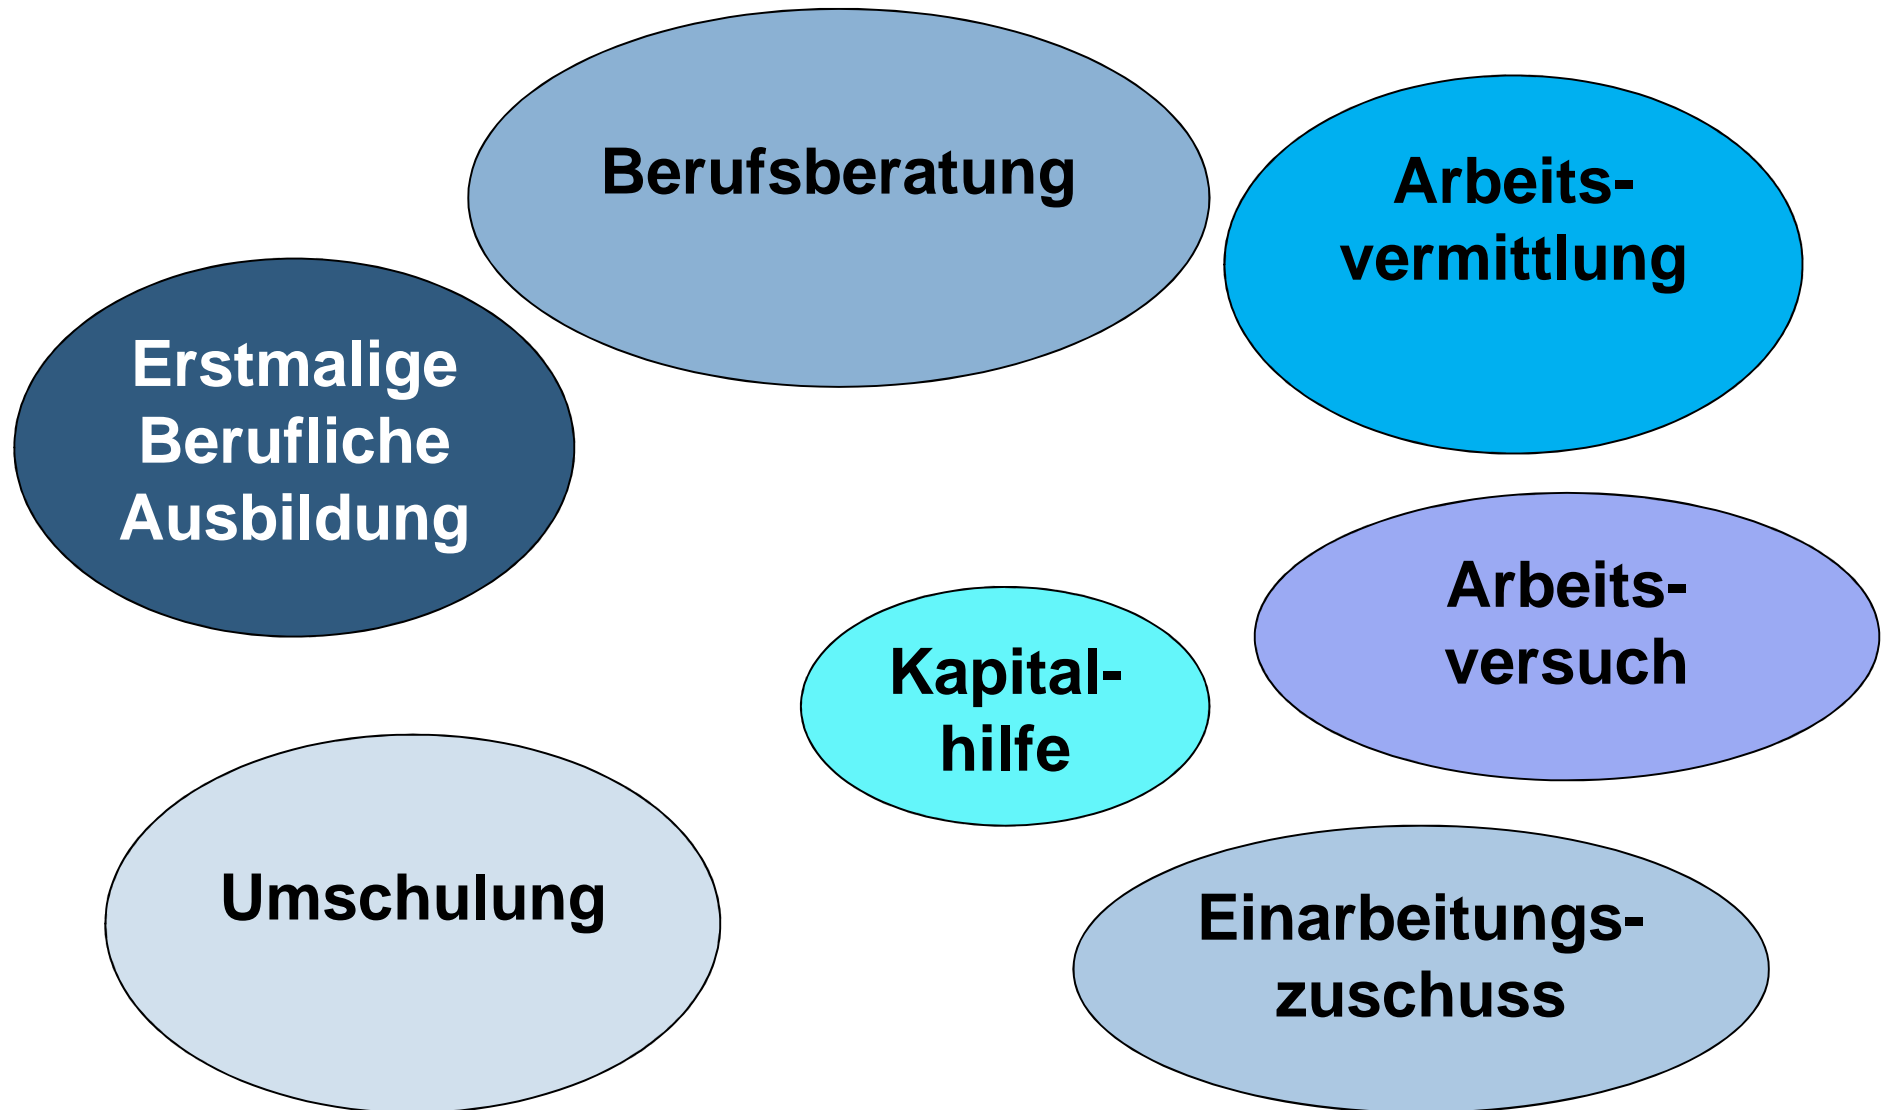 Berufsberatung
Arbeits-
vermittlung
Erstmalige
Berufliche
Ausbildung
Arbeits-
versuch
Kapital-
hilfe
Umschulung
Einarbeitungs-
zuschuss